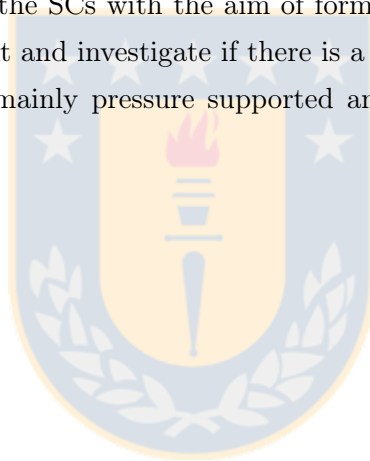 the SCs with the aim of form
t and investigate if there is a
mainly pressure supported an